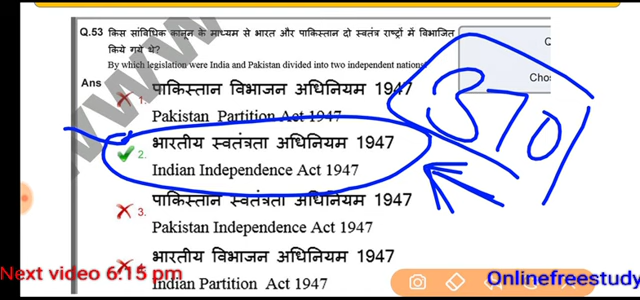 Q.53 किस सांविधिक कानून के माध्यम से भारत और पाकिस्तान दो स्वतंत्र राष्ट्रों में विभाजित
किये गये थे?
By which legislation were India and Pakistan divided into two independent nations
Ans
1. पाकिस्तान विभाजन अधिनियम 1947
Pakistan Partition Act 1947
2. भारतीय स्वतंत्रता अधिनियम 1947
Indian Independence Act 1947
3. पाकिस्तान स्वतंत्रता अधिनियम 1947
Pakistan Independence Act 1947
भारतीय विभाजन अधिनियम 1947
Indian Partition Act 1947
Q
Chos
370
Next video 6:15 pm
Onlinefreestudy